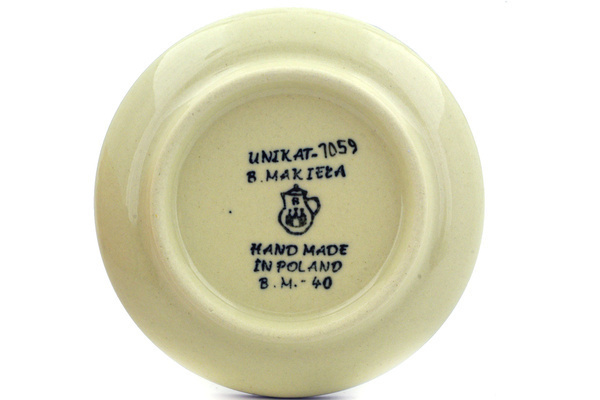 UNIKAT-7059
B. MAKIEŁA
HAND MADE
IN POLAND
B. M. - 40